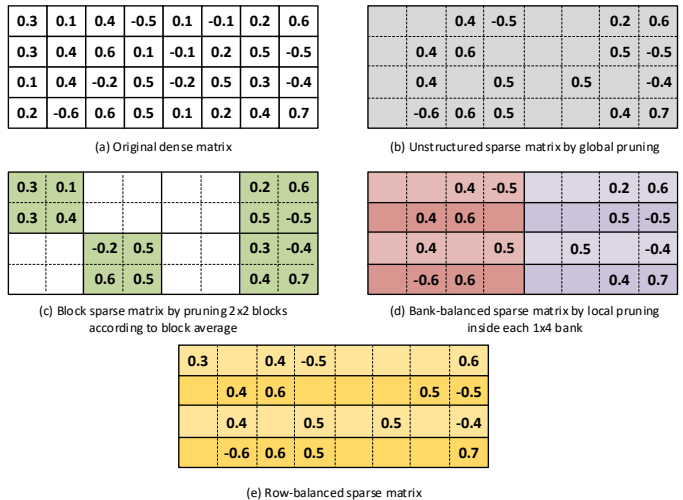 0.3 0.1 0.4 -0.5 0.1 -0.1 0.2 0.6
0.3 0.4 0.6 0.1 -0.1 0.2 0.5 -0.5
0.1 0.4 -0.2 0.5 -0.2 0.5 0.3 -0.4
0.2 -0.6 0.6 0.5 0.1 0.2 0.4 0.7
(a) Original dense matrix
0.4 -0.5 0.2 0.6
0.4 0.6 0.5 -0.5
0.4 0.5 0.5 -0.4
-0.6 0.6 0.5 0.4 0.7
(b) Unstructured sparse matrix by global pruning
0.3 0.1 0.2 0.6
0.3 0.4 0.5 -0.5
-0.2 0.5 0.3 -0.4
0.6 0.5 0.4 0.7
(c) Block sparse matrix by pruning 2x2 blocks
according to block average
0.4 -0.5 0.2 0.6
0.4 0.6 0.5 -0.5
0.4 0.5 0.5 -0.4
-0.6 0.6 0.4 0.7
(d) Bank-balanced sparse matrix by local pruning
inside each 1x4 bank
0.3 0.4 -0.5 0.6
0.4 0.6 0.5 -0.5
0.4 0.5 0.5 -0.4
-0.6 0.6 0.5 0.7
(e) Row-balanced sparse matrix